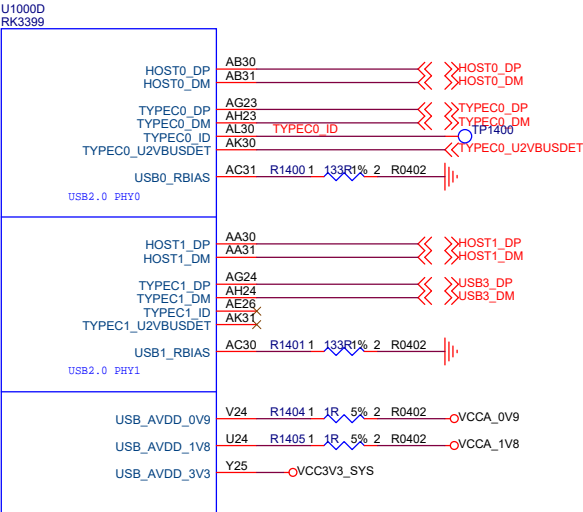 U1000D
RK3399
HOST0_DP AB30 HOST0_DP
HOST0_DM AB31 HOST0_DM
TYPEC0_DP AG23 TYPEC0_DP
TYPEC0_DM AH23 TYPEC0_DM
TYPEC0_ID AL30 TYPEC0_ID TP1400
TYPEC0_U2VBUSDET AK30 TYPEC0_U2VBUSDET
USB0_RBIAS AC31 R1400 1 133R1% 2 R0402
USB2.0 PHY0
HOST1_DP AA30 HOST1_DP
HOST1_DM AA31 HOST1_DM
TYPEC1_DP AG24 USB3_DP
TYPEC1_DM AH24 USB3_DM
TYPEC1_ID AE26
TYPEC1_U2VBUSDET AK31
USB1_RBIAS AC30 R1401 1 133R1% 2 R0402
USB2.0 PHY1
USB_AVDD_0V9 V24 R1404 1 1R 5% 2 R0402 VCCA_0V9
USB_AVDD_1V8 U24 R1405 1 1R 5% 2 R0402 VCCA_1V8
USB_AVDD_3V3 Y25 VCC3V3_SYS